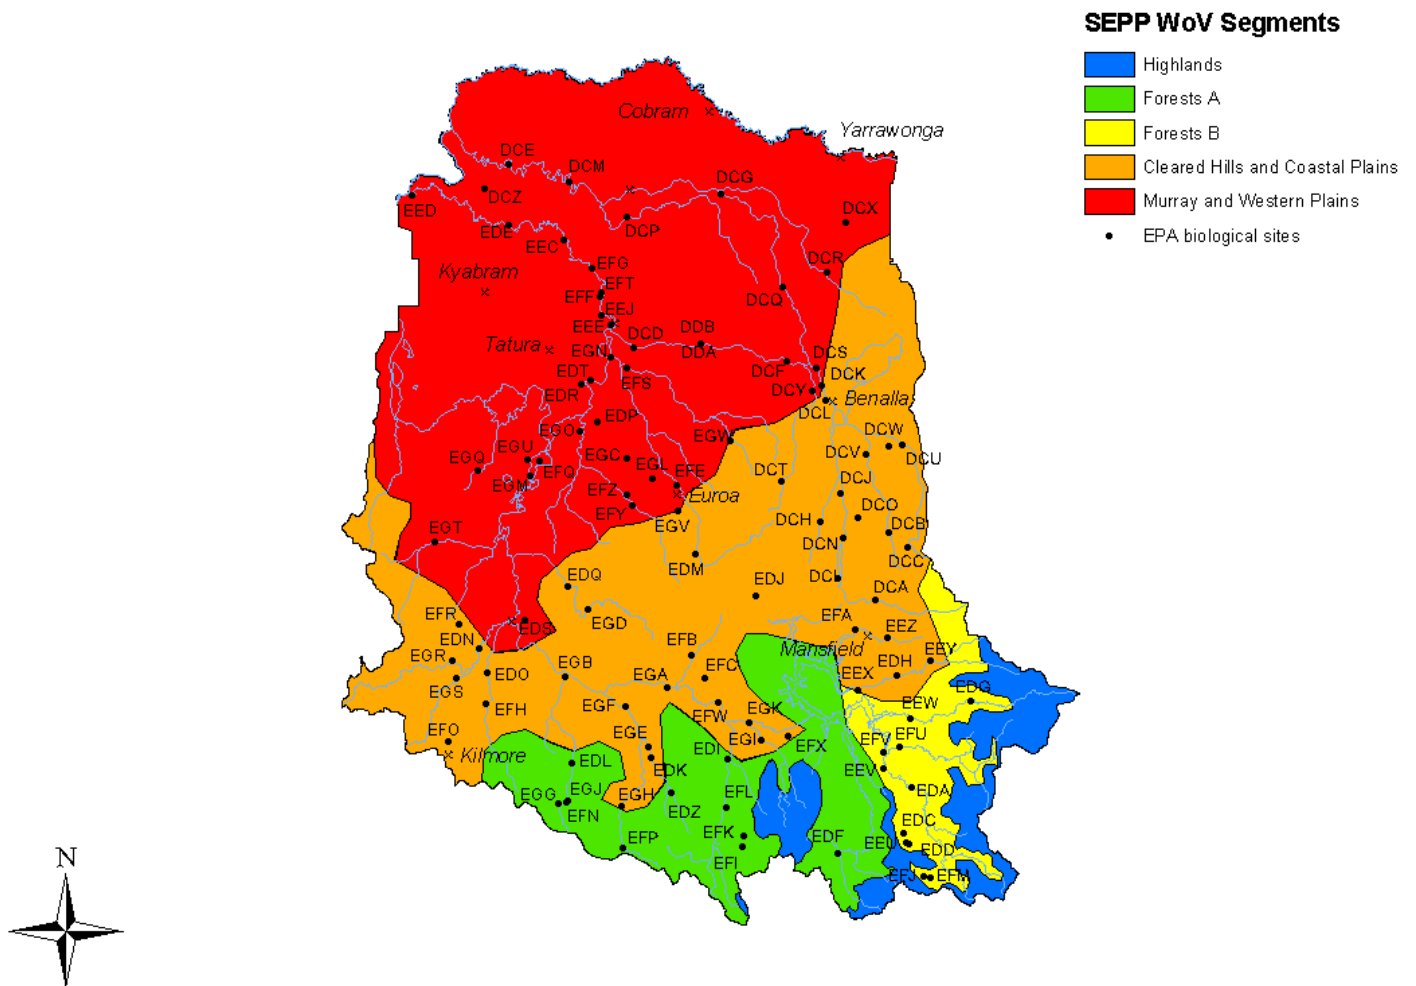 SEPP WoV Segments
Highlands
Forests A
Forests B
Cleared Hills and Coastal Plains
Murray and Western Plains
EPA biological sites
Cobram
Yarrawonga
DCE
DCM
DCG
DCZ
EED
DCX
DCP
EDE
EEC
EFG
DCR
Kyabram
EFT
EFF
DCQ
EEJ
EEE
DCD
DDB
Tatura
EGN
DDA
DCS
DCF
EDT
EFS
DCK
EDR
DCY
Benalla
DCL
EDP
EGO
EGW
DCW
EGU
EGC
DCV
DCU
EGQ
EFQ
EGL
EFE
DCT
EGM
DCJ
EFZ
Euroa
EFY
DCO
EGV
DCH
DCB
EGT
DCN
DCC
EDM
EDQ
EDJ
DCI
DCA
EFR
EGD
EFA
EDS
EEZ
EDN
EFB
Mansfield
EEY
EGR
EGB
EFC
EDH
EDO
EGA
EEX
EGS
EDG
EFH
EGF
EFW
EGK
EEW
EFO
EGE
EDI
EGI
EFX
EFU
EFV
Kilmore
EDL
EDK
EEV
EGG
EGJ
EGH
EFL
EDA
EFN
EDZ
EDC
EFP
EFK
EDF
EEU
EDD
EFI
EFJ
EFM
N